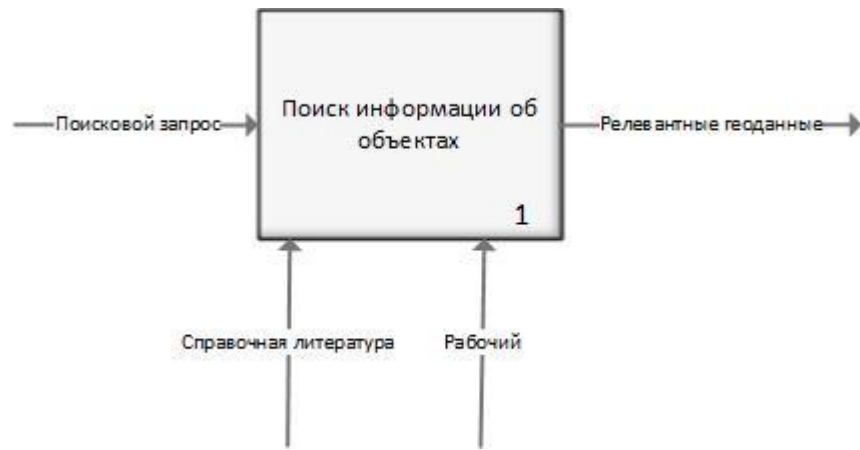 Поиск информации об
объектах
Поисковой запрос
Релевантные геоданные
1
Справочная литература
Рабочий